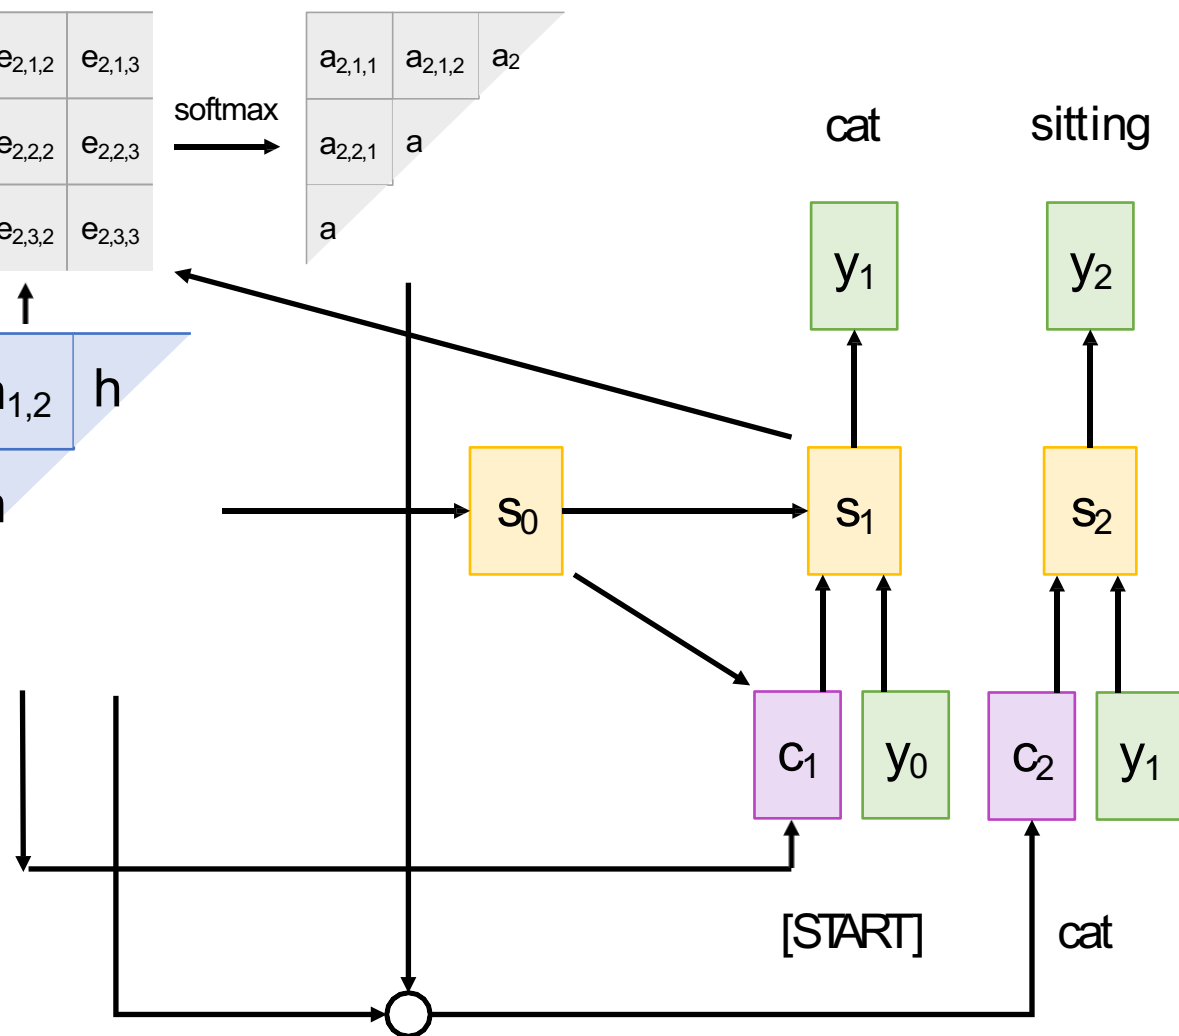 e2,1,2 e2,1,3
softmax
a2,1,1 a2,1,2 a2
cat sitting
e2,2,2 e2,2,3
a2,2,1 a
e2,3,2 e2,3,3
a
y1 y2
1,2 h
s0 s1 s2
c1 y0 c2 y1
[START] cat